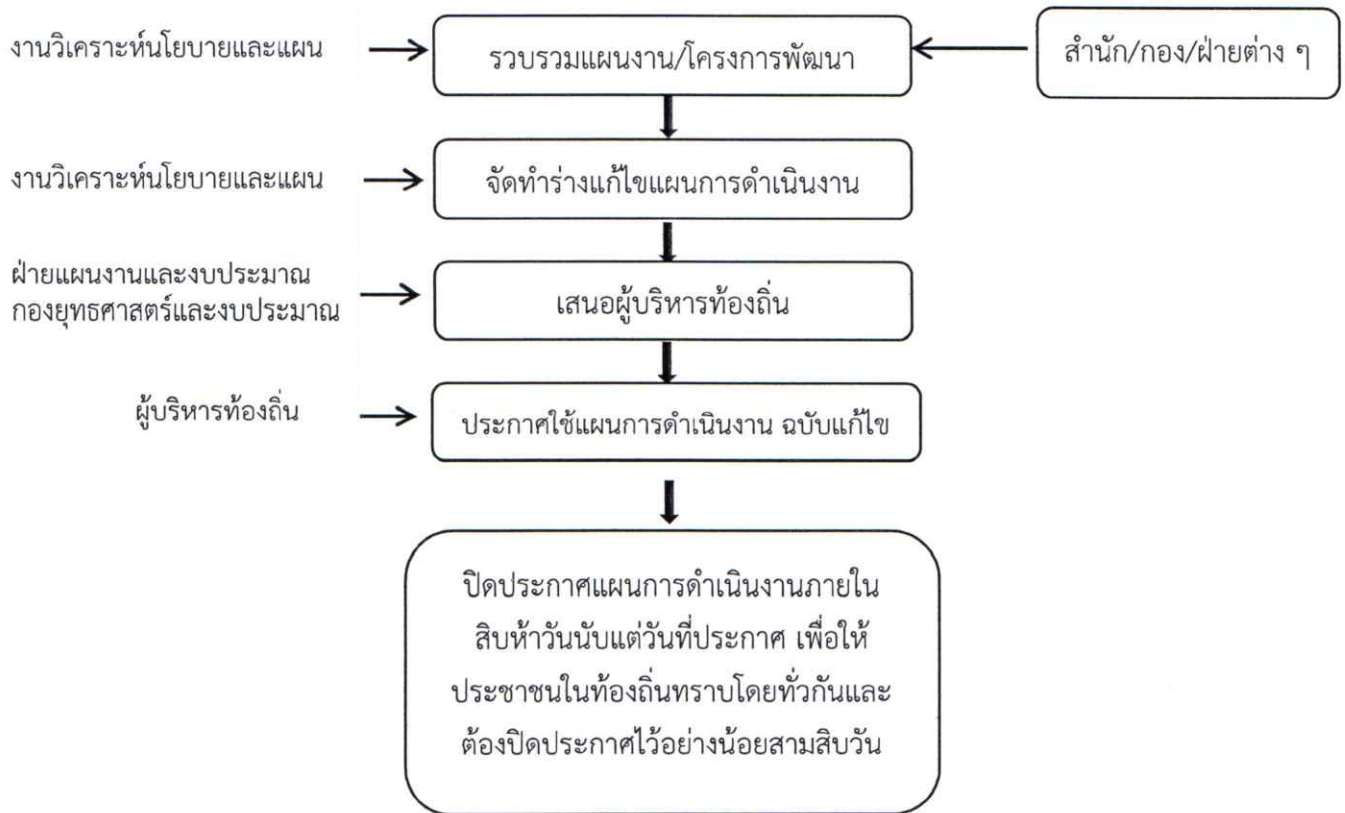 งานวิเคราะห์นโยบายและแผน
รวบรวมแผนงาน/โครงการพัฒนา
สำนัก/กอง/ฝ่ายต่าง ๆ
งานวิเคราะห์นโยบายและแผน
จัดทำร่างแก้ไขแผนการดำเนินงาน
ฝ่ายแผนงานและงบประมาณ
กองยุทธศาสตร์และงบประมาณ
เสนอผู้บริหารท้องถิ่น
ผู้บริหารท้องถิ่น
ประกาศใช้แผนการดำเนินงาน ฉบับแก้ไข
ปิดประกาศแผนการดำเนินงานภายใน
สิบห้าวันนับแต่วันที่ประกาศ เพื่อให้
ประชาชนในท้องถิ่นทราบโดยทั่วกันและ
ต้องปิดประกาศไว้อย่างน้อยสามสิบวัน